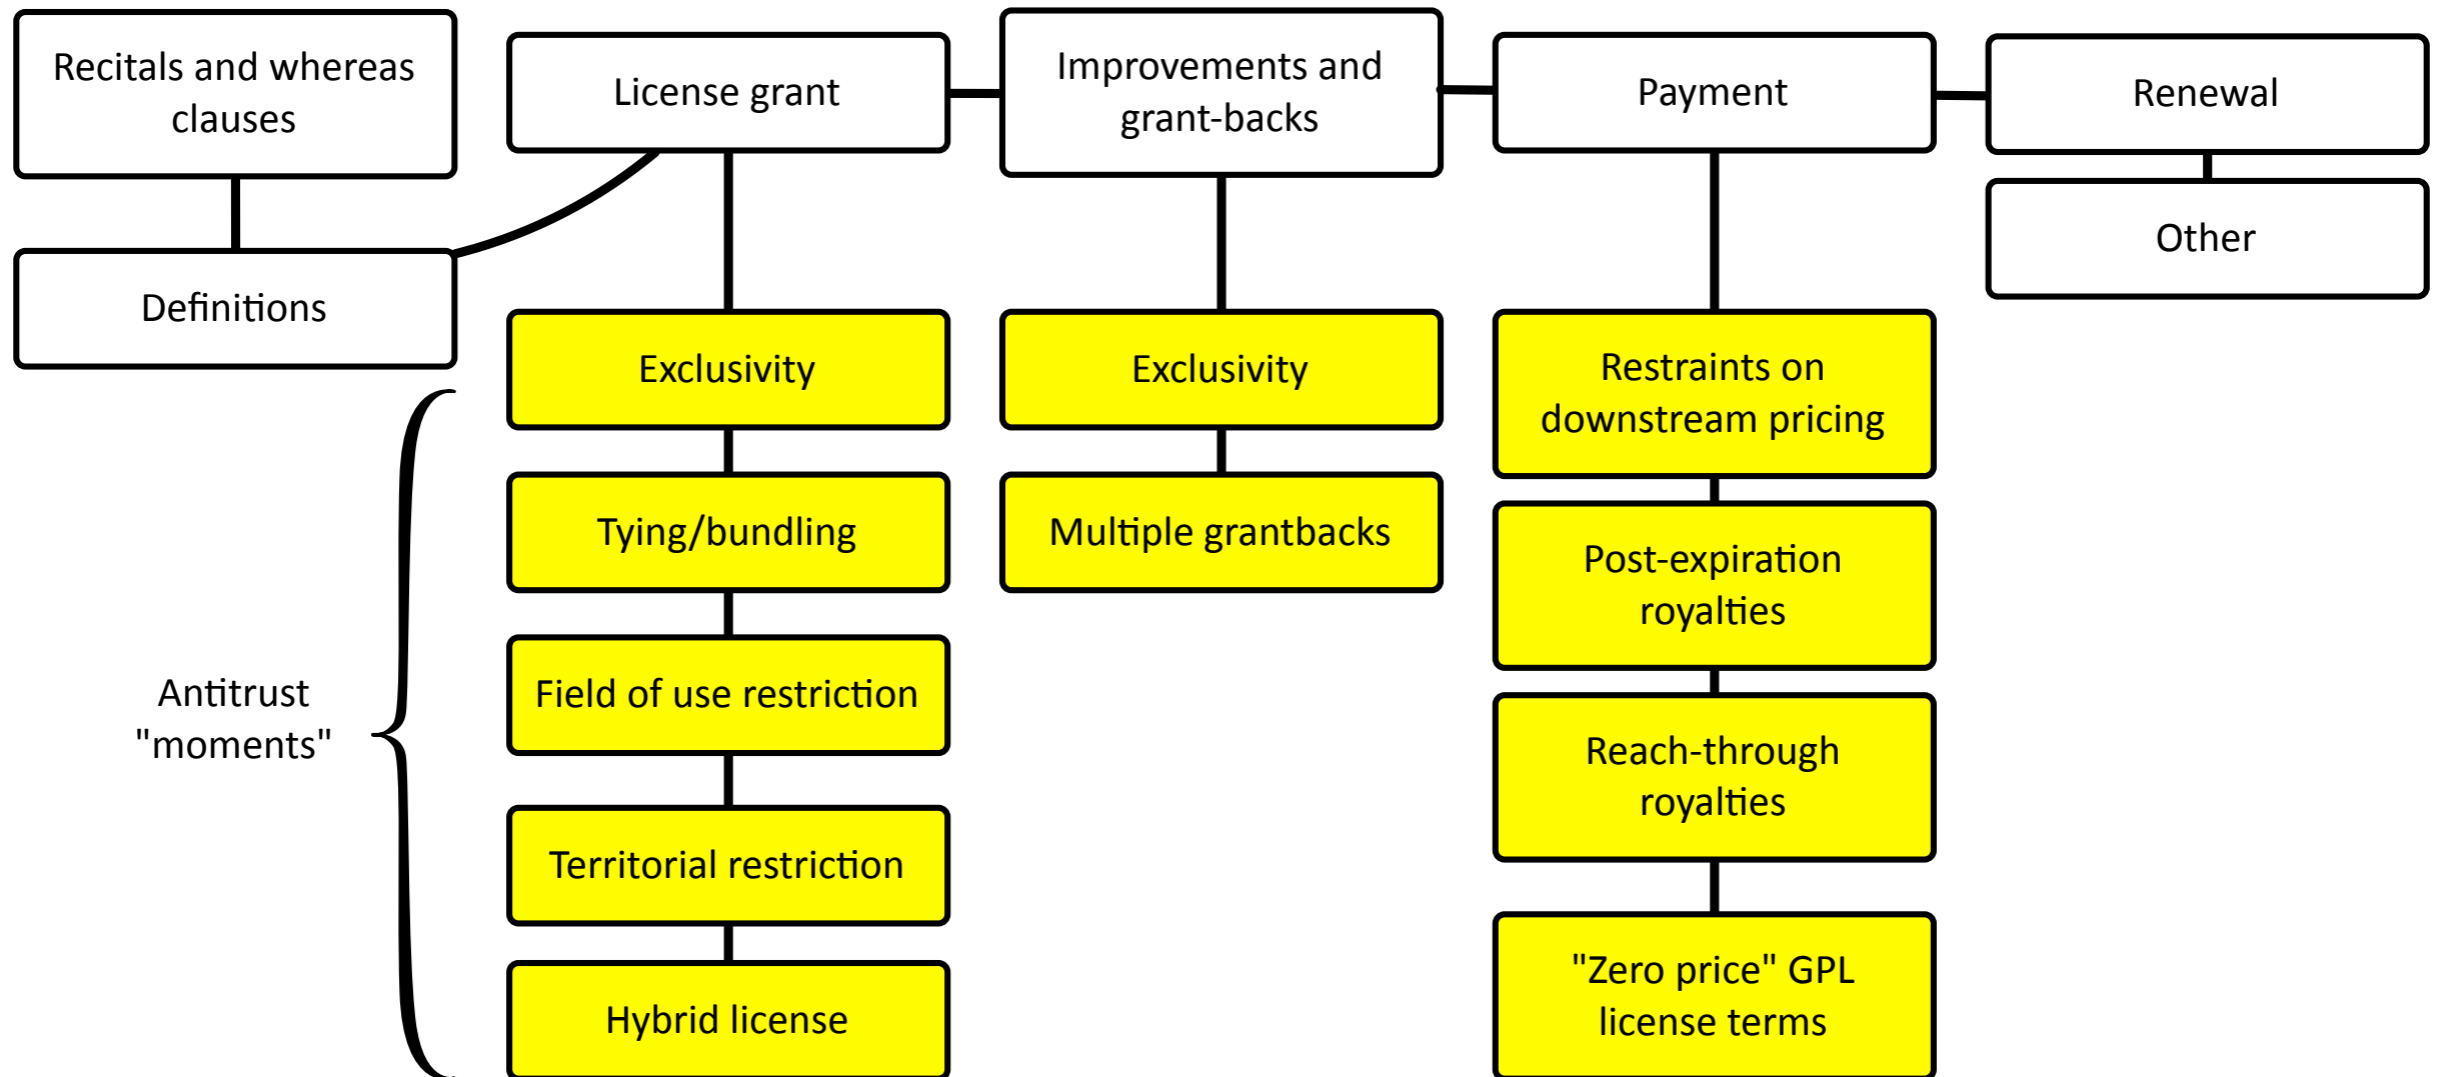 Recitals and whereas
clauses
Definitions
License grant
Improvements and
grant-backs
Payment
Renewal
Other
Antitrust
"moments"
Exclusivity
Tying/bundling
Field of use restriction
Territorial restriction
Hybrid license
Exclusivity
Multiple grantbacks
Restraints on
downstream pricing
Post-expiration
royalties
Reach-through
royalties
"Zero price" GPL
license terms